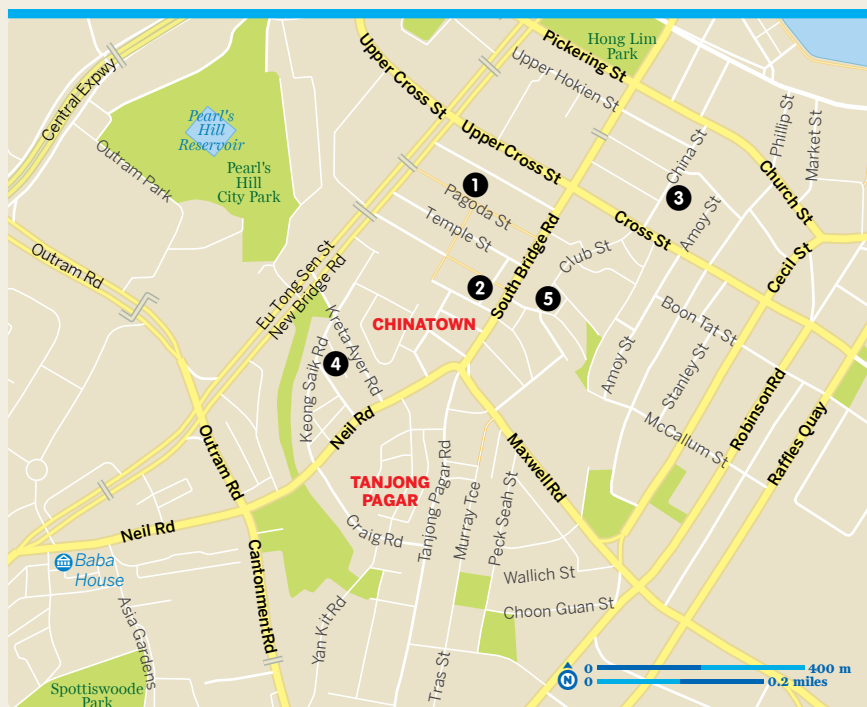 Hong Lim
Park
Pickering St
Upper Cross St
Upper Hokien St
Central Expwy
Pearl's
Hill
Reservoir
Outram Park
Pearl's
Hill
City Park
Upper Cross St
China St
Phillip St
Market St
Church St
1
Pagoda St
3
Amoy St
Temple St
Cross St
Outram Rd
Eu Tong Sen St
New Bridge Rd
South Bridge Rd
Club St
Cecil St
2
5
Boon Tat St
CHINATOWN
Kreta Ayer Rd
4
Keong Saik Rd
Amoy St
Stanley St
Robinson Rd
Raffles Quay
Neil Rd
McCallum St
Outram Rd
Maxwell Rd
TANJONG
PAGAR
Tanjong Pagar Rd
Murray Tce
Peck Seah St
Neil Rd
Craig Rd
Baba
House
Cantonment Rd
Wallich St
Choon Guan St
Asia Gardens
Yan Kit Rd
Tras St
Spottiswoode
Park
N
0 400 m
0 0.2 miles